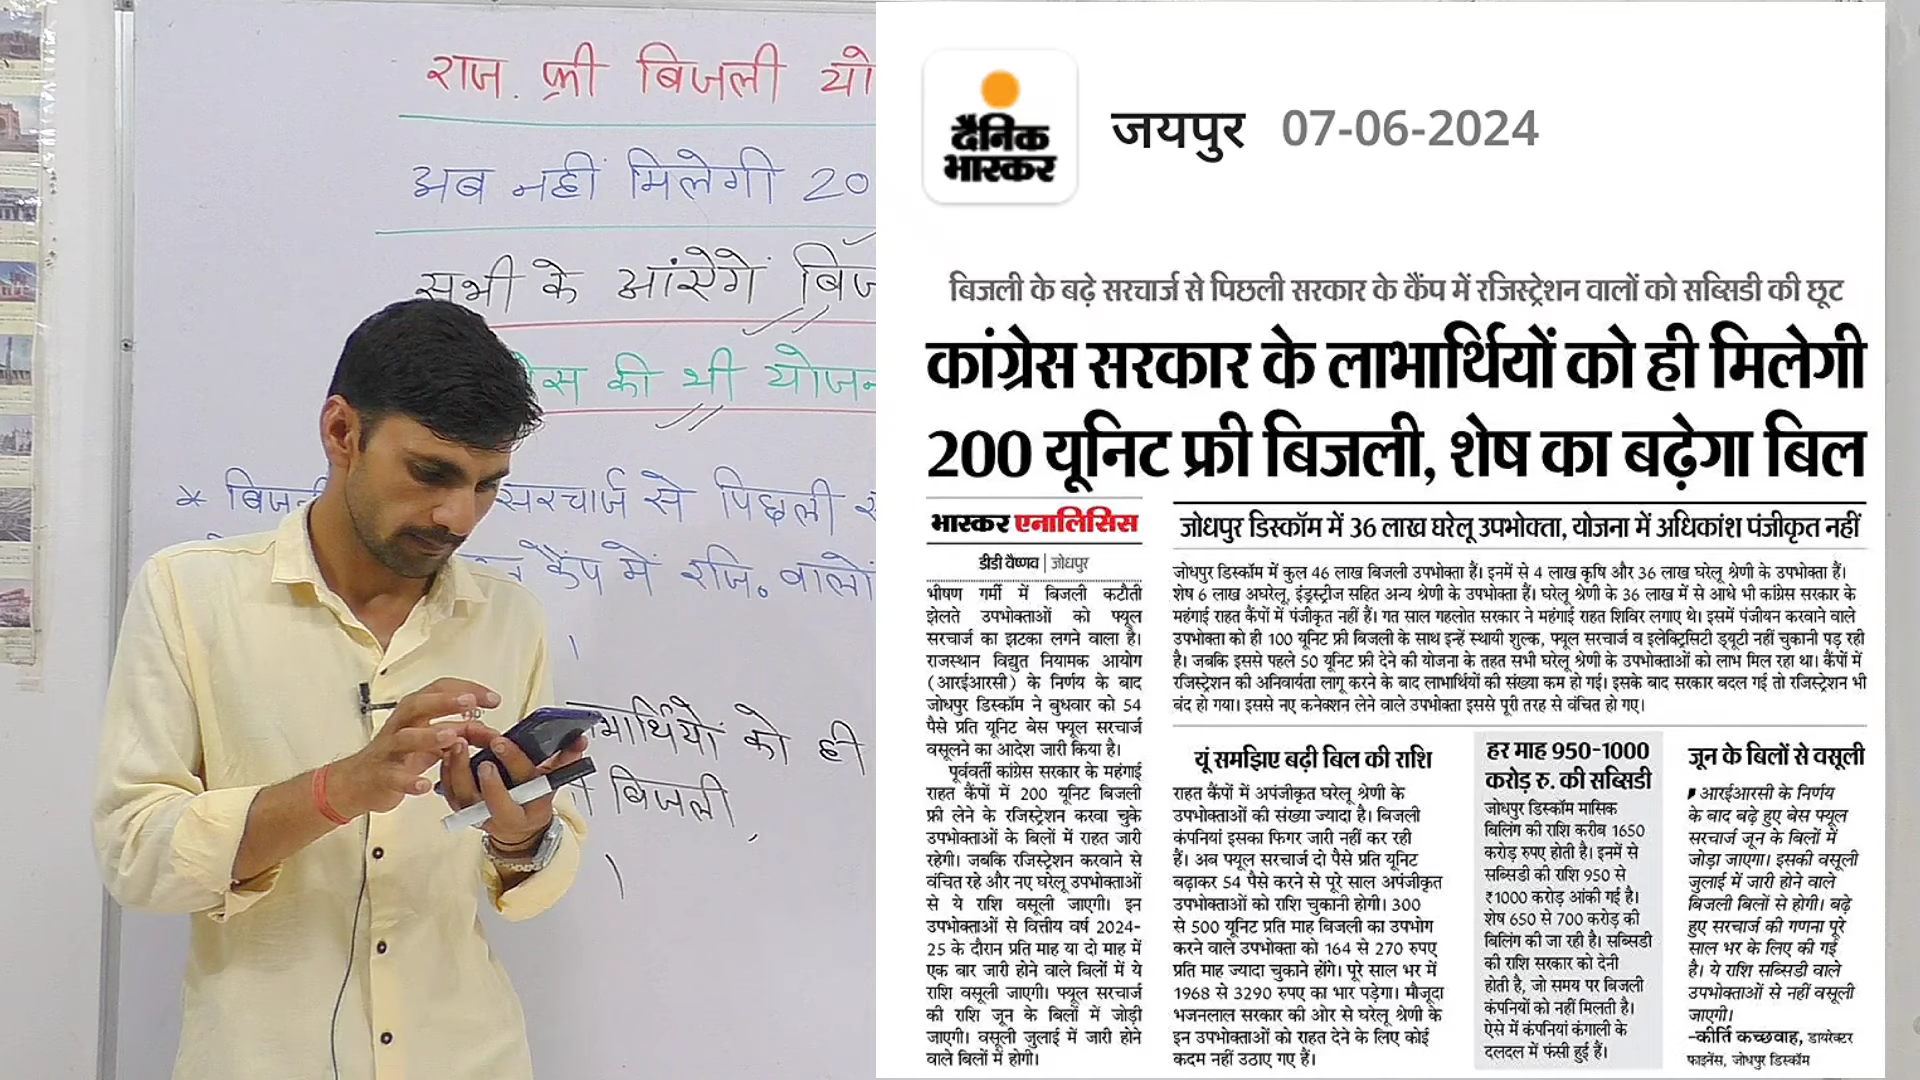 राज. फ्री बिजली यो
अब नहीं मिलेगी 20
सभी के आंऐगे बिज
स की थी योजन
* बिजली सरचार्ज से पिछली स
कैंप में रजि. वालों
भार्थियों को ही
बिजली,
दैनिक
भास्कर
जयपुर 07-06-2024
बिजली के बढ़े सरचार्ज से पिछली सरकार के कैंप में रजिस्ट्रेशन वालों को सब्सिडी की छूट
कांग्रेस सरकार के लाभार्थियों को ही मिलेगी
200 यूनिट फ्री बिजली, शेष का बढ़ेगा बिल
भास्कर एनालिसिस
डीडी वैष्णव | जोधपुर
भीषण गर्मी में बिजली कटौती
झेलते उपभोक्ताओं को फ्यूल
सरचार्ज का झटका लगने वाला है।
राजस्थान विद्युत नियामक आयोग
(आरईआरसी) के निर्णय के बाद
जोधपुर डिस्कॉम ने बुधवार को 54
पैसे प्रति यूनिट बेस फ्यूल सरचार्ज
वसूलने का आदेश जारी किया है।
पूर्ववर्ती कांग्रेस सरकार के महंगाई
राहत कैंपों में 200 यूनिट बिजली
फ्री लेने के रजिस्ट्रेशन करवा चुके
उपभोक्ताओं के बिलों में राहत जारी
रहेगी। जबकि रजिस्ट्रेशन करवाने से
वंचित रहे और नए घरेलू उपभोक्ताओं
से ये राशि वसूली जाएगी। इन
उपभोक्ताओं से वित्तीय वर्ष 2024-
25 के दौरान प्रति माह या दो माह में
एक बार जारी होने वाले बिलों में ये
राशि वसूली जाएगी। फ्यूल सरचार्ज
की राशि जून के बिलों में जोड़ी
जाएगी। वसूली जुलाई में जारी होने
वाले बिलों में होगी।
जोधपुर डिस्कॉम में 36 लाख घरेलू उपभोक्ता, योजना में अधिकांश पंजीकृत नहीं
जोधपुर डिस्कॉम में कुल 46 लाख बिजली उपभोक्ता हैं। इनमें से 4 लाख कृषि और 36 लाख घरेलू श्रेणी के उपभोक्ता हैं।
शेष 6 लाख अघरेलू, इंडस्ट्रीज सहित अन्य श्रेणी के उपभोक्ता हैं। घरेलू श्रेणी के 36 लाख में से आधे भी कांग्रेस सरकार के
महंगाई राहत कैंपों में पंजीकृत नहीं हैं। गत साल गहलोत सरकार ने महंगाई राहत शिविर लगाए थे। इसमें पंजीयन करवाने वाले
उपभोक्ता को ही 100 यूनिट फ्री बिजली के साथ इन्हें स्थायी शुल्क, फ्यूल सरचार्ज व इलेक्ट्रिसिटी ड्यूटी नहीं चुकानी पड़ रही
है। जबकि इससे पहले 50 यूनिट फ्री देने की योजना के तहत सभी घरेलू श्रेणी के उपभोक्ताओं को लाभ मिल रहा था। कैंपों में
रजिस्ट्रेशन की अनिवार्यता लागू करने के बाद लाभार्थियों की संख्या कम हो गई। इसके बाद सरकार बदल गई तो रजिस्ट्रेशन भी
बंद हो गया। इससे नए कनेक्शन लेने वाले उपभोक्ता इससे पूरी तरह से वंचित हो गए।
यूं समझिए बढ़ी बिल की राशि
राहत कैंपों में अपंजीकृत घरेलू श्रेणी के
उपभोक्ताओं की संख्या ज्यादा है। बिजली
कंपनियां इसका फिगर जारी नहीं कर रही
हैं। अब फ्यूल सरचार्ज दो पैसे प्रति यूनिट
बढ़ाकर 54 पैसे करने से पूरे साल अपंजीकृत
उपभोक्ताओं को राशि चुकानी होगी। 300
से 500 यूनिट प्रति माह बिजली का उपभोग
करने वाले उपभोक्ता को 164 से 270 रुपए
प्रति माह ज्यादा चुकाने होंगे। पूरे साल भर में
1968 से 3290 रुपए का भार पड़ेगा। मौजूदा
भजनलाल सरकार की ओर से घरेलू श्रेणी के
इन उपभोक्ताओं को राहत देने के लिए कोई
कदम नहीं उठाए गए हैं।
हर माह 950-1000
करोड़ रु. की सब्सिडी
जोधपुर डिस्कॉम मासिक
बिलिंग की राशि करीब 1650
करोड़ रुपए होती है। इनमें से
सब्सिडी की राशि 950 से
₹1000 करोड़ आंकी गई है।
शेष 650 से 700 करोड़ की
बिलिंग की जा रही है। सब्सिडी
की राशि सरकार को देनी
होती है, जो समय पर बिजली
कंपनियों को नहीं मिलती है।
ऐसे में कंपनियां कंगाली के
दलदल में फंसी हुई हैं।
जून के बिलों से वसूली
आरईआरसी के निर्णय
के बाद बढ़े हुए बेस फ्यूल
सरचार्ज जून के बिलों में
जोड़ा जाएगा। इसकी वसूली
जुलाई में जारी होने वाले
बिजली बिलों से होगी। बढ़े
हुए सरचार्ज की गणना पूरे
साल भर के लिए की गई
है। ये राशि सब्सिडी वाले
उपभोक्ताओं से नहीं वसूली
जाएगी।
-कीर्ति कच्छवाह, डायरेक्टर
फाइनेंस, जोधपुर डिस्कॉम